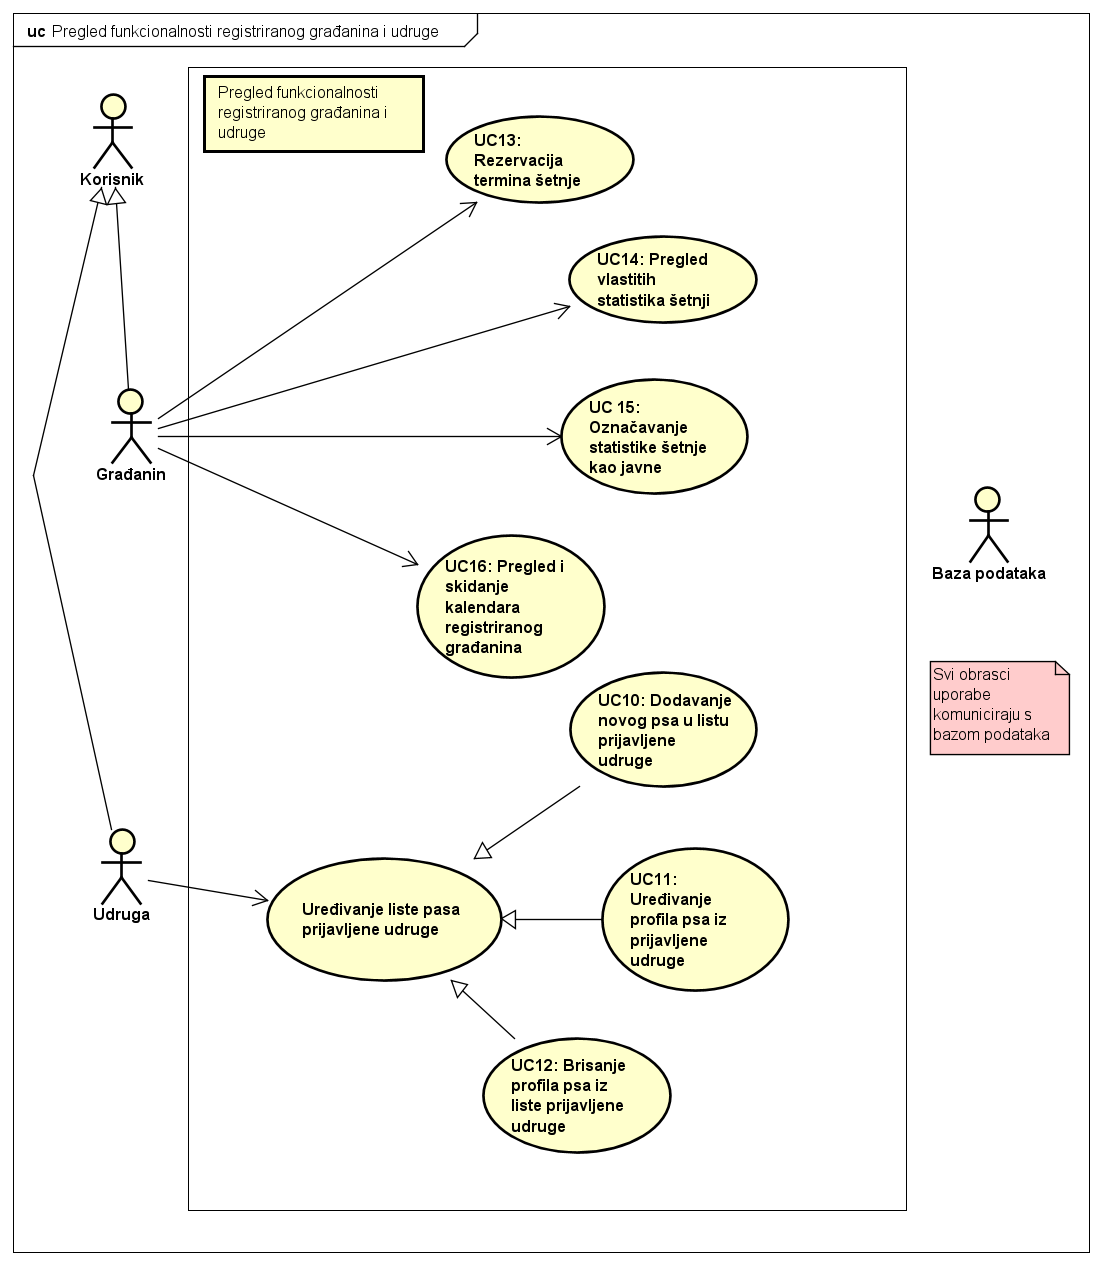 uc Pregled funkcionalnosti registriranog građanina i udruge
Pregled funkcionalnosti
registriranog građanina i
udruge
Korisnik
UC13:
Rezervacija
termina šetnje
UC14: Pregled
vlastitih
statistika šetnji
UC 15:
Označavanje
statistike šetnje
kao javne
Građanin
Baza podataka
UC16: Pregled i
skidanje
kalendara
registriranog
građanina
Svi obrasci
uporabe
komuniciraju s
bazom podataka
UC10: Dodavanje
novog psa u listu
prijavljene
udruge
Udruga
Uređivanje liste pasa
prijavljene udruge
UC11:
Uređivanje
profila psa iz
prijavljene
udruge
UC12: Brisanje
profila psa iz
liste prijavljene
udruge